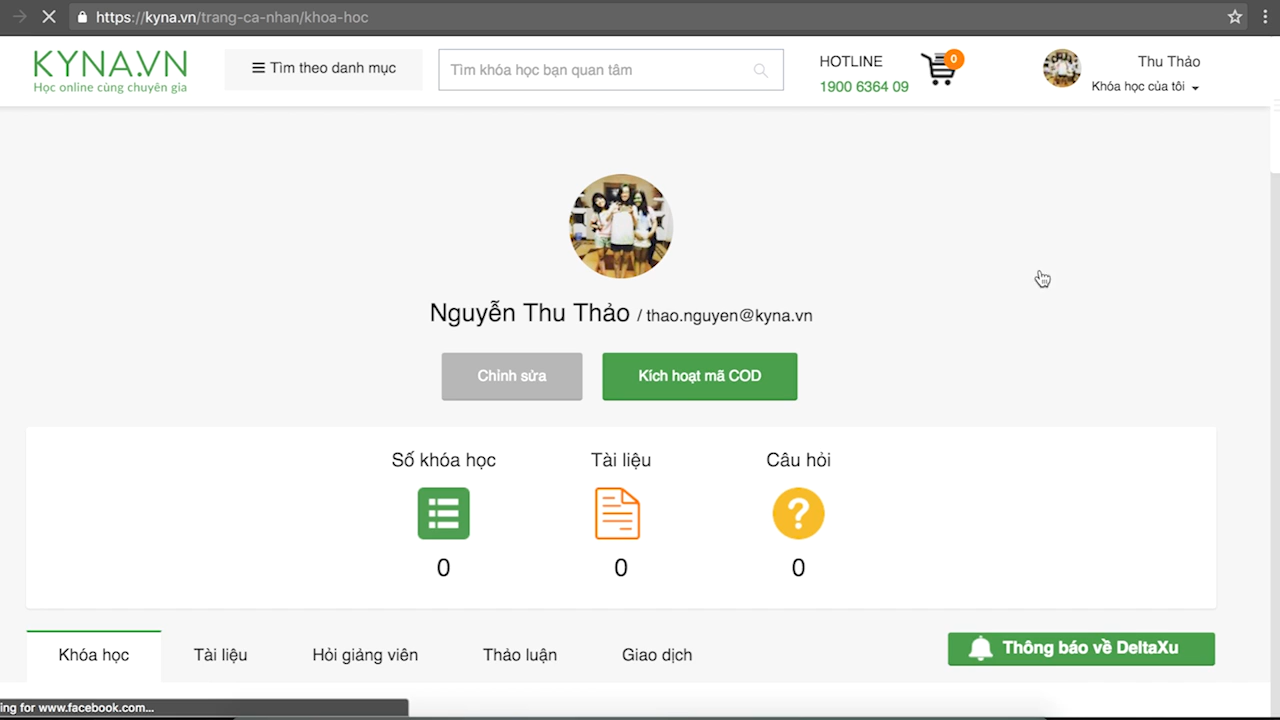 https://kyna.vn/trang-ca-nhan/khoa-hoc
KYNA.VN
Học online cùng chuyên gia
Tìm theo danh mục
Tìm khóa học bạn quan tâm
HOTLINE
1900 6364 09
0
Thu Thảo
Khóa học của tôi
Nguyễn Thu Thảo / thao.nguyen@kyna.vn
Chỉnh sửa
Kích hoạt mã COD
Số khóa học
Tài liệu
Câu hỏi
?
0
0
0
Khóa học
Tài liệu
Hỏi giảng viên
Thảo luận
Giao dịch
Thông báo về DeltaXu
ing for www.facebook.com...